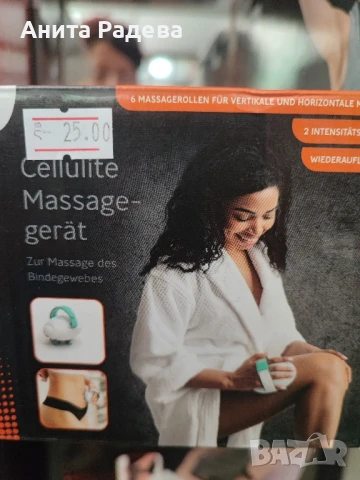 Анита Радева
6 MASSAGEROLLEN FÜR VERTIKALE UND HORIZONTALE
2 INTENSITÄTS
WIEDERAUFL
25.00
Cellulite
Massage-
gerät
Zur Massage des
Bindegewebes
BAZAR